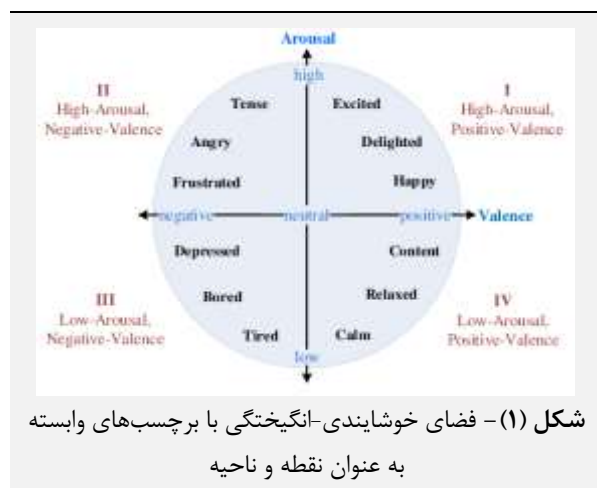 Arousal
high
II
High-Arousal,
Negative-Valence
I
High-Arousal,
Positive-Valence
Tense
Excited
Angry
Delighted
Frustrated
Happy
negative
neutral
positive
Valence
Depressed
Content
Bored
Relaxed
III
Low-Arousal,
Negative-Valence
IV
Low-Arousal,
Positive-Valence
Tired
Calm
low
شکل (۱) - فضای خوشایندی-انگیختگی با برچسب‌های وابسته
به عنوان نقطه و ناحیه